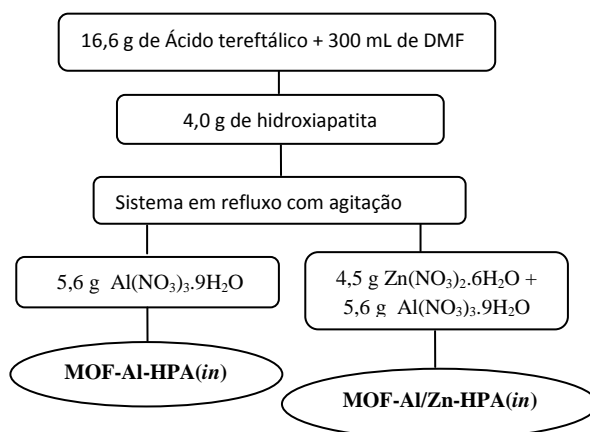 16,6 g de Ácido tereftálico + 300 mL de DMF
4,0 g de hidroxiapatita
Sistema em refluxo com agitação
5,6 g Al(NO₃)₃.9H₂O
4,5 g Zn(NO₃)₂.6H₂O +
5,6 g Al(NO₃)₃.9H₂O
MOF-Al-HPA(in)
MOF-Al/Zn-HPA(in)